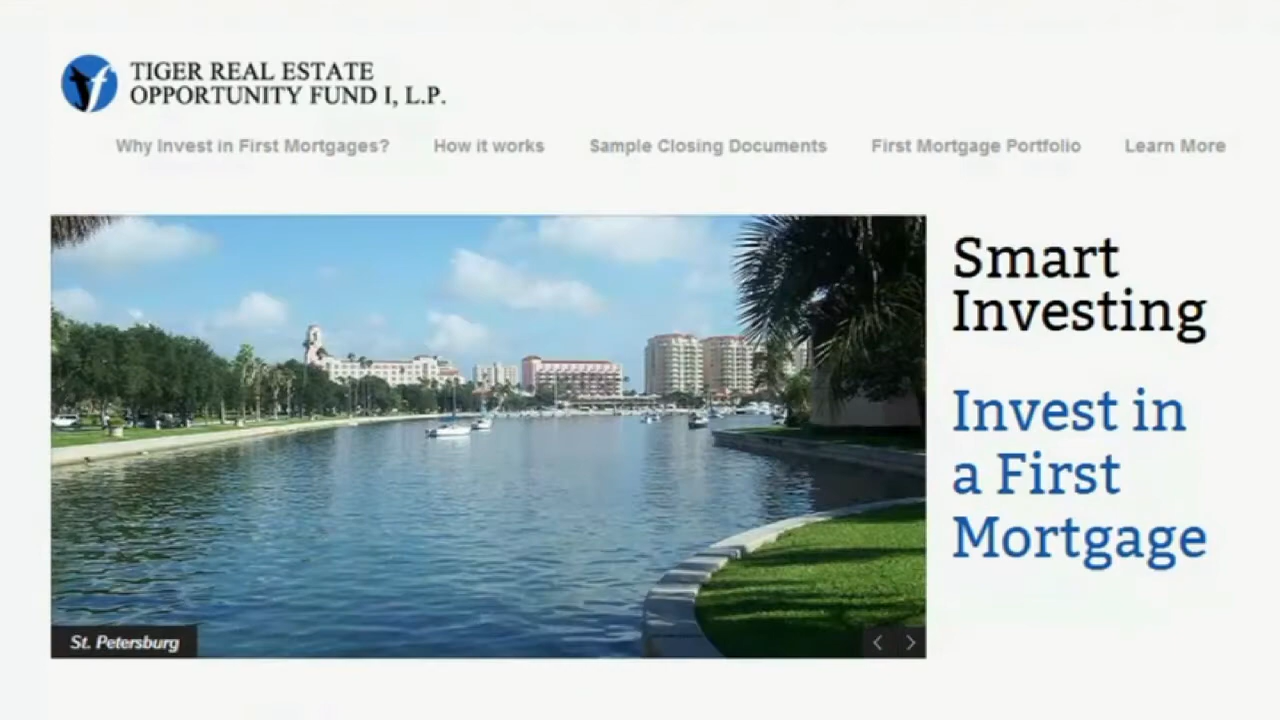 TIGER REAL ESTATE
OPPORTUNITY FUND I, L.P.
Why Invest in First Mortgages? How it works Sample Closing Documents First Mortgage Portfolio Learn More
Smart
Investing
Invest in
a First
Mortgage
St. Petersburg